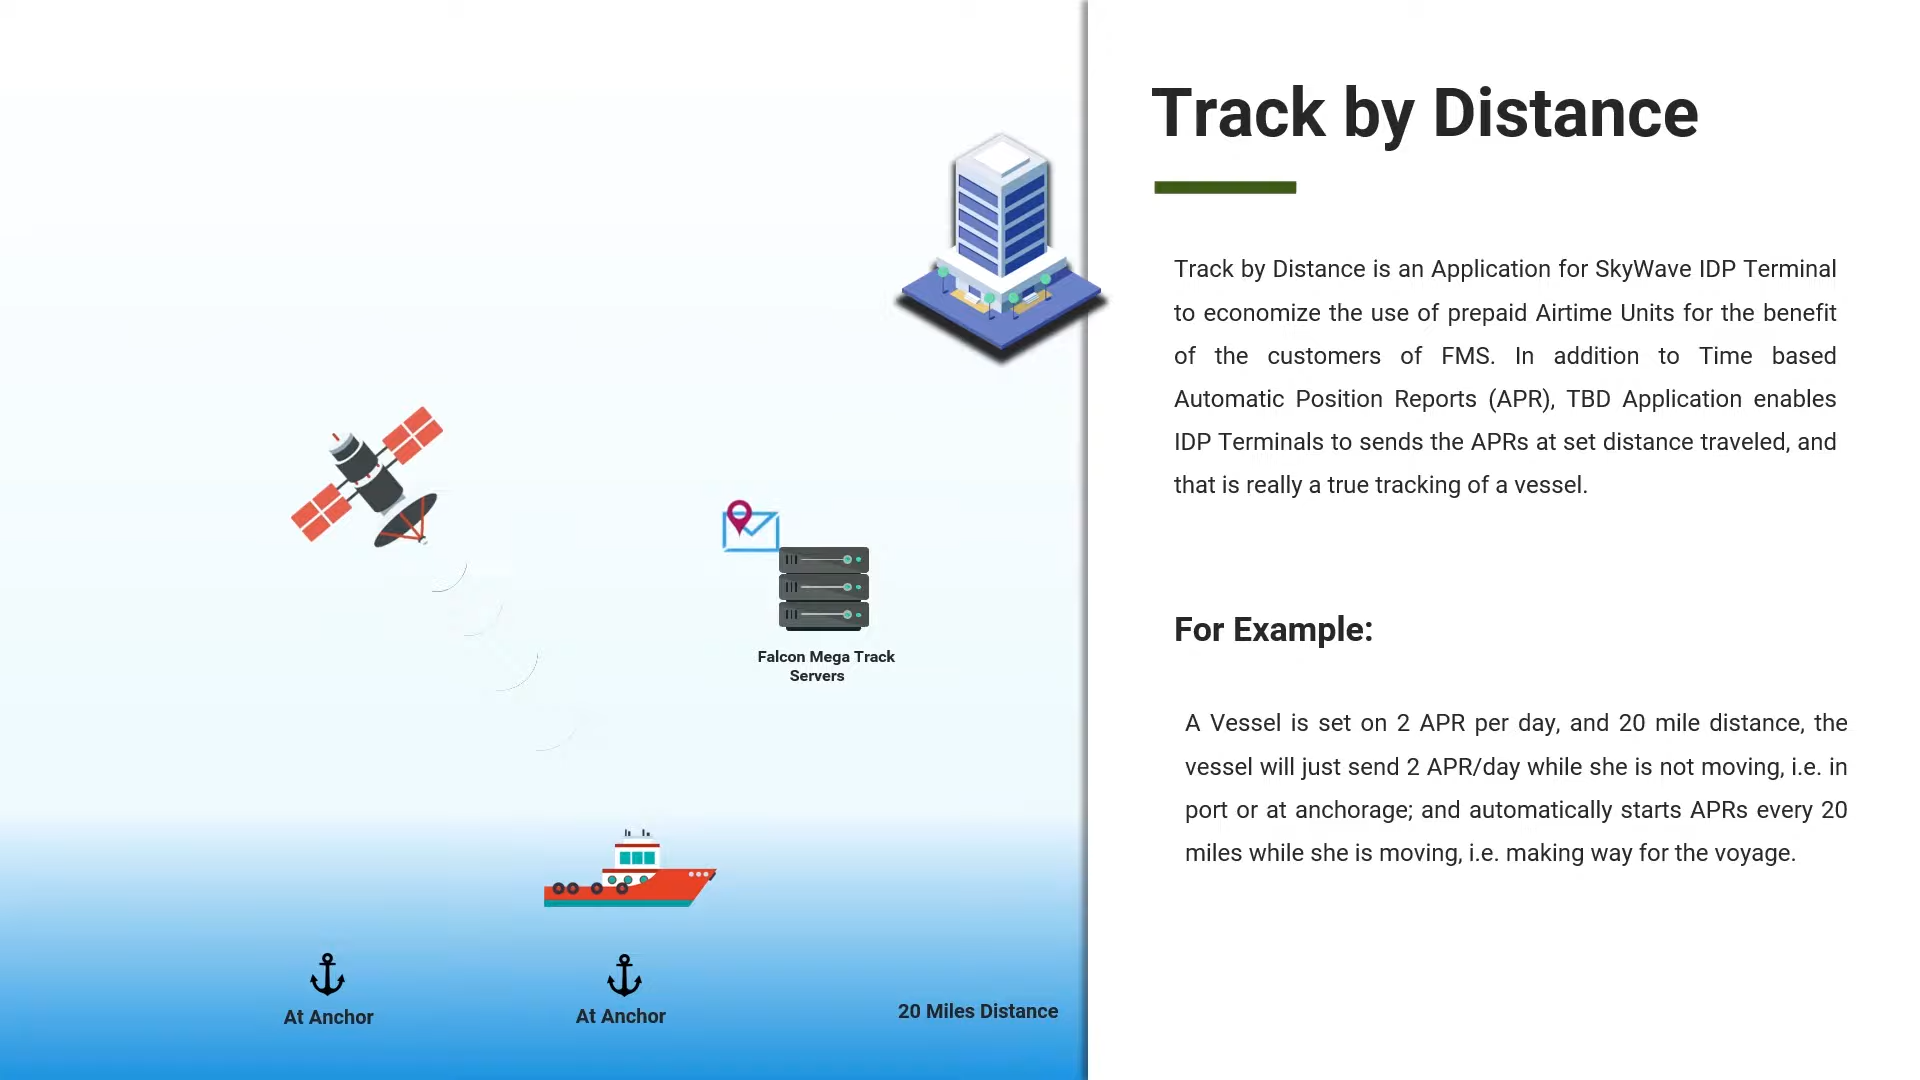 Track by Distance
Track by Distance is an Application for SkyWave IDP Terminal
to economize the use of prepaid Airtime Units for the benefit
of the customers of FMS. In addition to Time based
Automatic Position Reports (APR), TBD Application enables
IDP Terminals to sends the APRs at set distance traveled, and
that is really a true tracking of a vessel.
For Example:
A Vessel is set on 2 APR per day, and 20 mile distance, the
vessel will just send 2 APR/day while she is not moving, i.e. in
port or at anchorage; and automatically starts APRs every 20
miles while she is moving, i.e. making way for the voyage.
Falcon Mega Track
Servers
At Anchor
At Anchor
20 Miles Distance